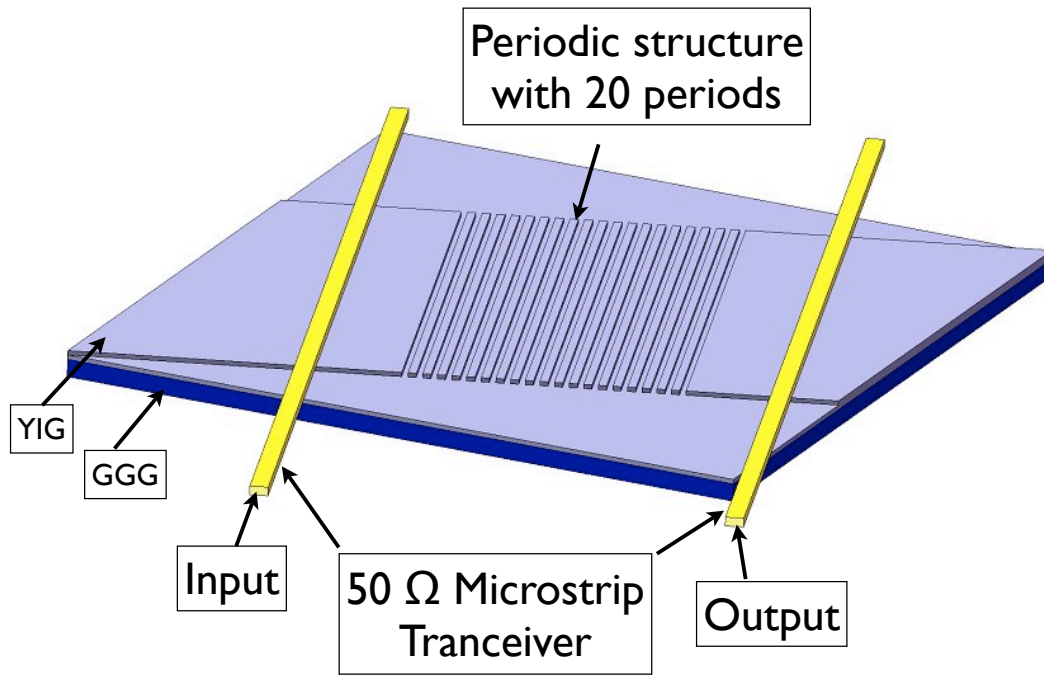 Periodic structure
with 20 periods
YIG
GGG
Input
50 Ω Microstrip
Tranceiver
Output